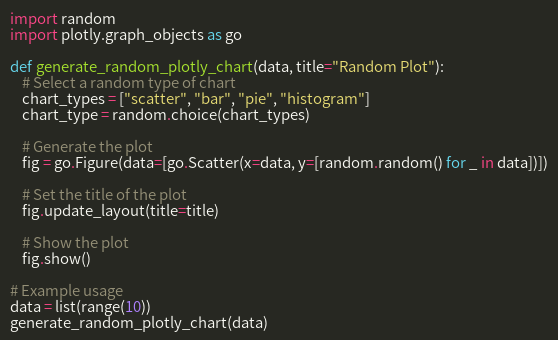 import random
import plotly.graph_objects as go

def generate_random_plotly_chart(data, title="Random Plot"):
    # Select a random type of chart
    chart_types = ["scatter", "bar", "pie", "histogram"]
    chart_type = random.choice(chart_types)

    # Generate the plot
    fig = go.Figure(data=[go.Scatter(x=data, y=[random.random() for _ in data])])

    # Set the title of the plot
    fig.update_layout(title=title)

    # Show the plot
    fig.show()

# Example usage
data = list(range(10))
generate_random_plotly_chart(data)